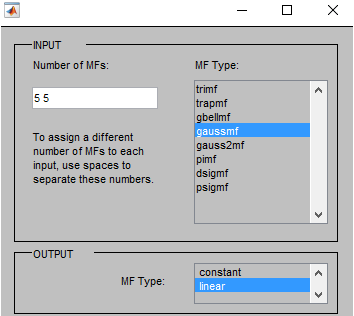 INPUT
Number of MFs:
MF Type:
5 5
To assign a different
number of MFs to each
input, use spaces to
separate these numbers.
trimf
trapmf
gbellmf
gaussmf
gauss2mf
pimf
dsigmf
psigmf
OUTPUT
MF Type:
constant
linear